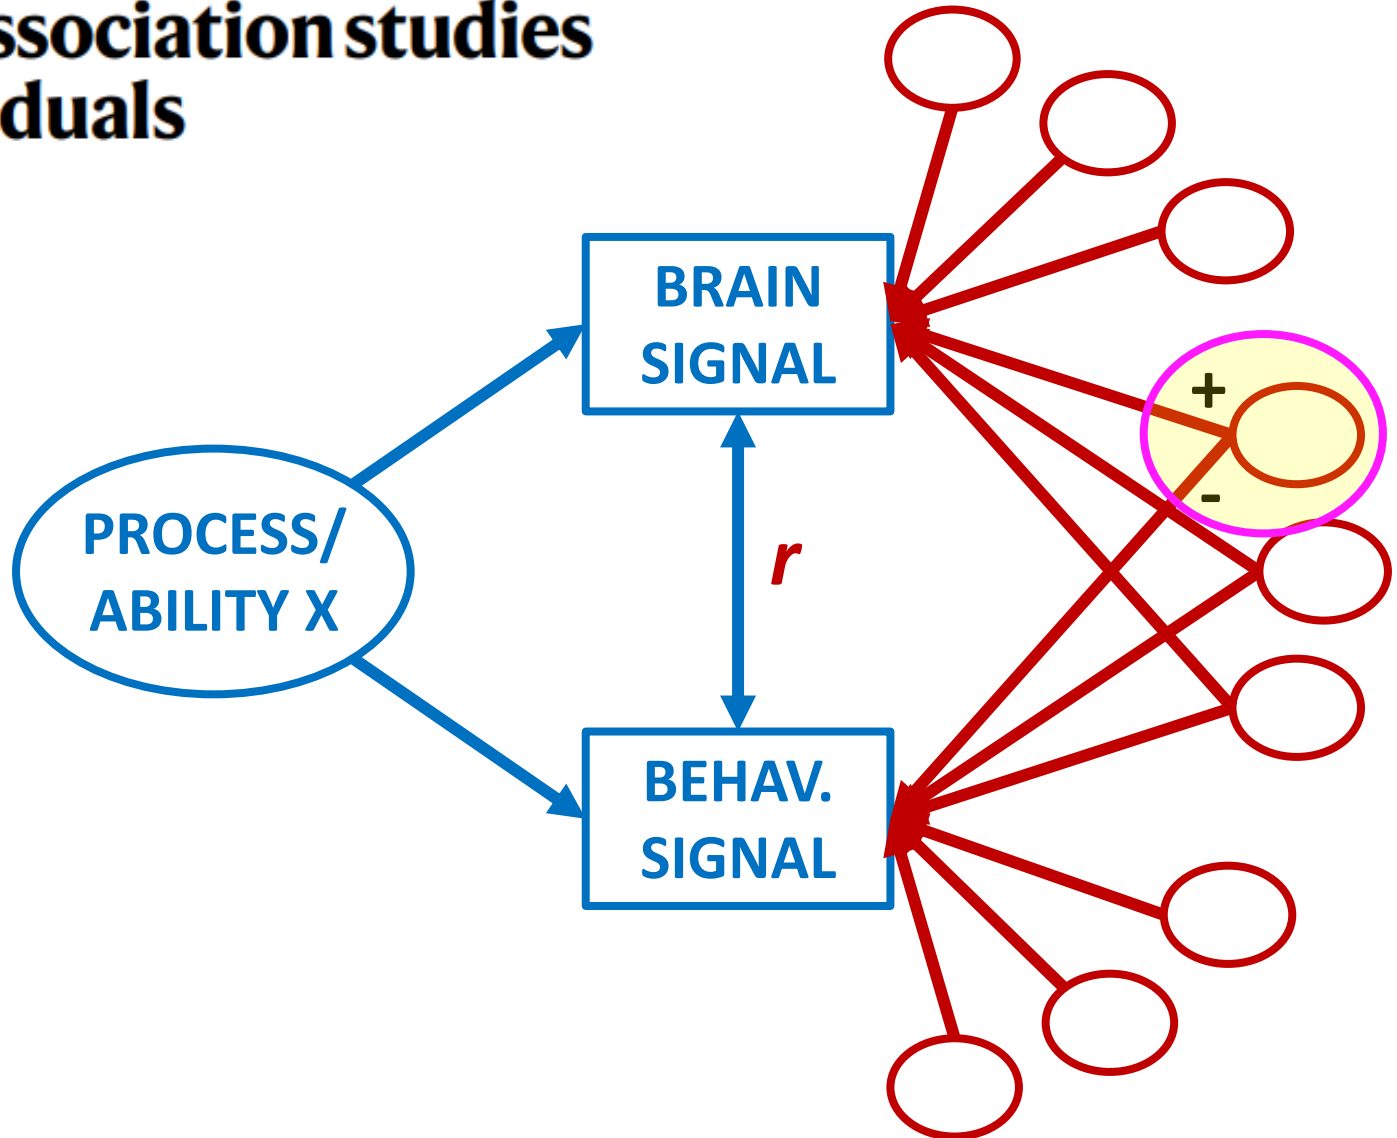 ssociation studies
duals
BRAIN
SIGNAL
+
-
PROCESS/
ABILITY X
r
BEHAV.
SIGNAL